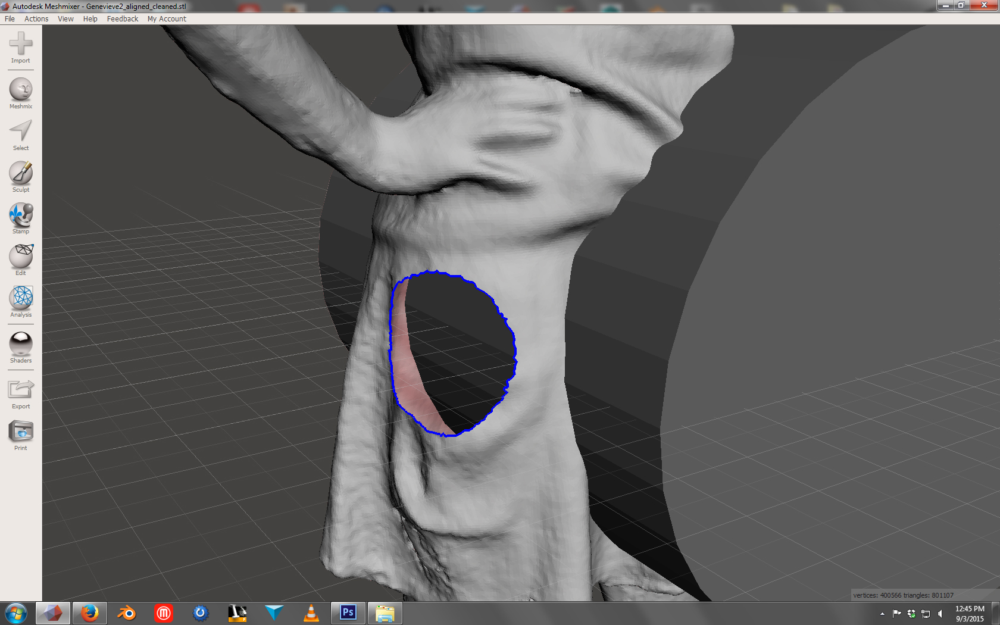 Autodesk Meshmixer - Genevieve2_aligned_cleaned.stl
File Actions View Help Feedback My Account
Import
Meshmix
Select
Sculpt
Stamp
Edit
Analysis
Shaders
Export
Print
vertices: 400566 triangles: 801107
Ps
12:45 PM
9/3/2015